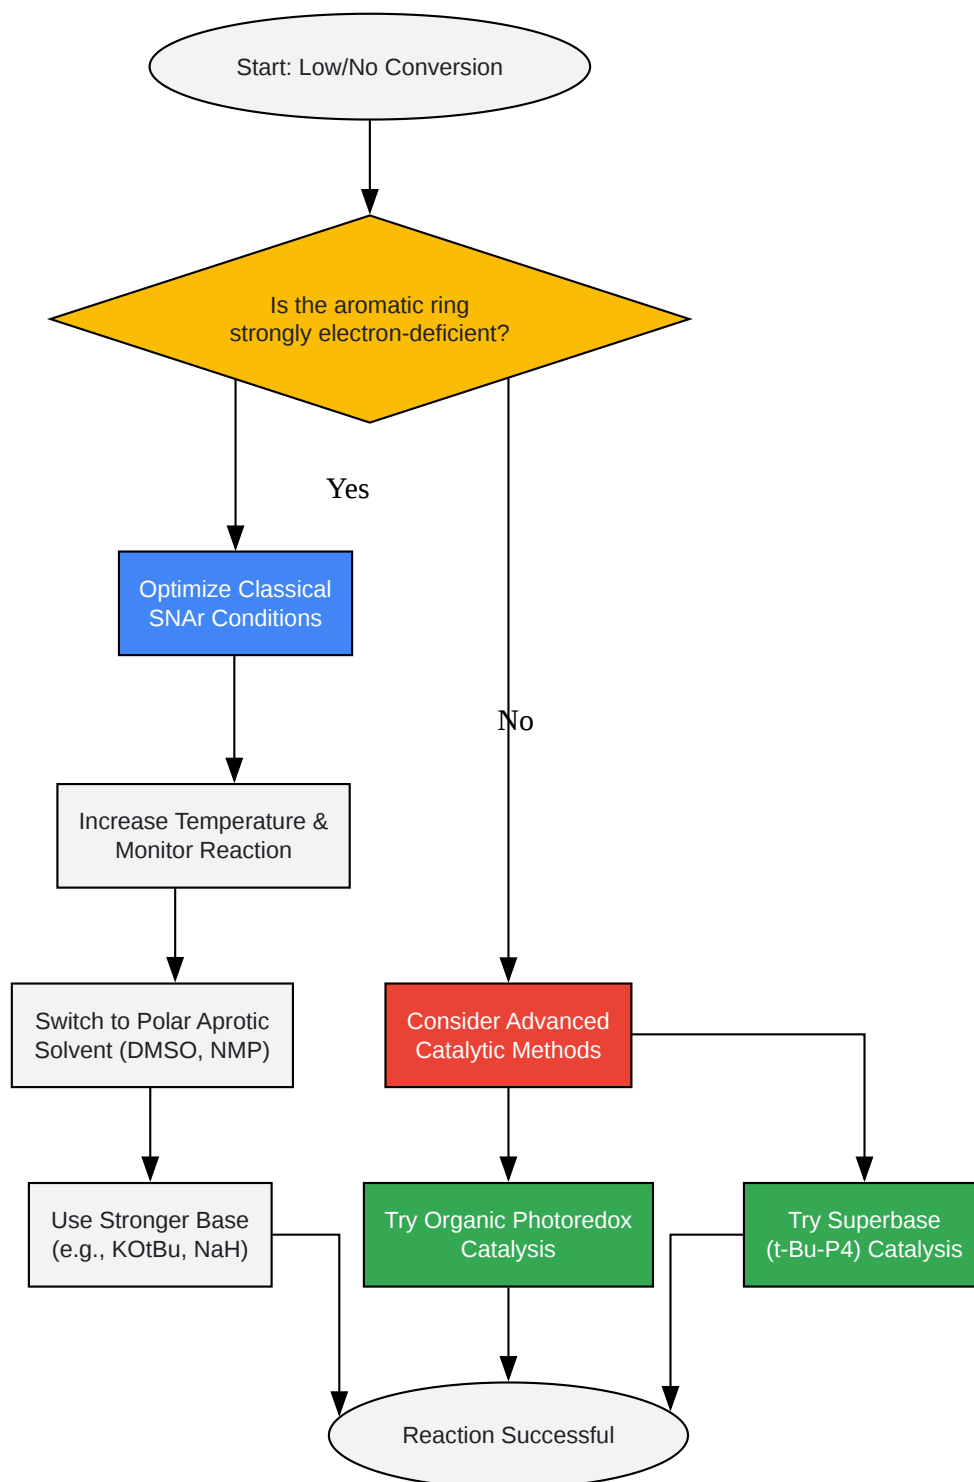 Start: Low/No Conversion
Is the aromatic ring
strongly electron-deficient?
Yes
Optimize Classical
SNAr Conditions
No
Increase Temperature &
Monitor Reaction
Switch to Polar Aprotic
Solvent (DMSO, NMP)
Consider Advanced
Catalytic Methods
Use Stronger Base
(e.g., KOtBu, NaH)
Try Organic Photoredox
Catalysis
Try Superbase
(t-Bu-P4) Catalysis
Reaction Successful